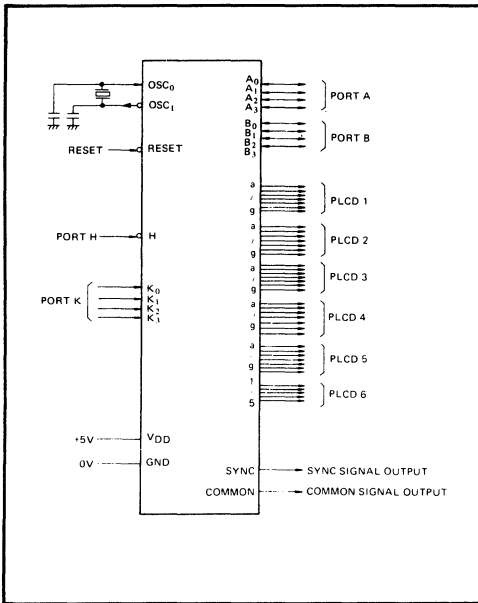 OSC0
OSC1
RESET
RESET
PORT H
H
PORT K
K0
K1
K2
K3
+5V
VDD
0V
GND
A0
A1
A2
A3
PORT A
B0
B1
B2
B3
PORT B
a
g
PLCD 1
a
g
PLCD 2
a
g
PLCD 3
a
g
PLCD 4
a
g
PLCD 5
1
5
PLCD 6
SYNC
SYNC SIGNAL OUTPUT
COMMON
COMMON SIGNAL OUTPUT